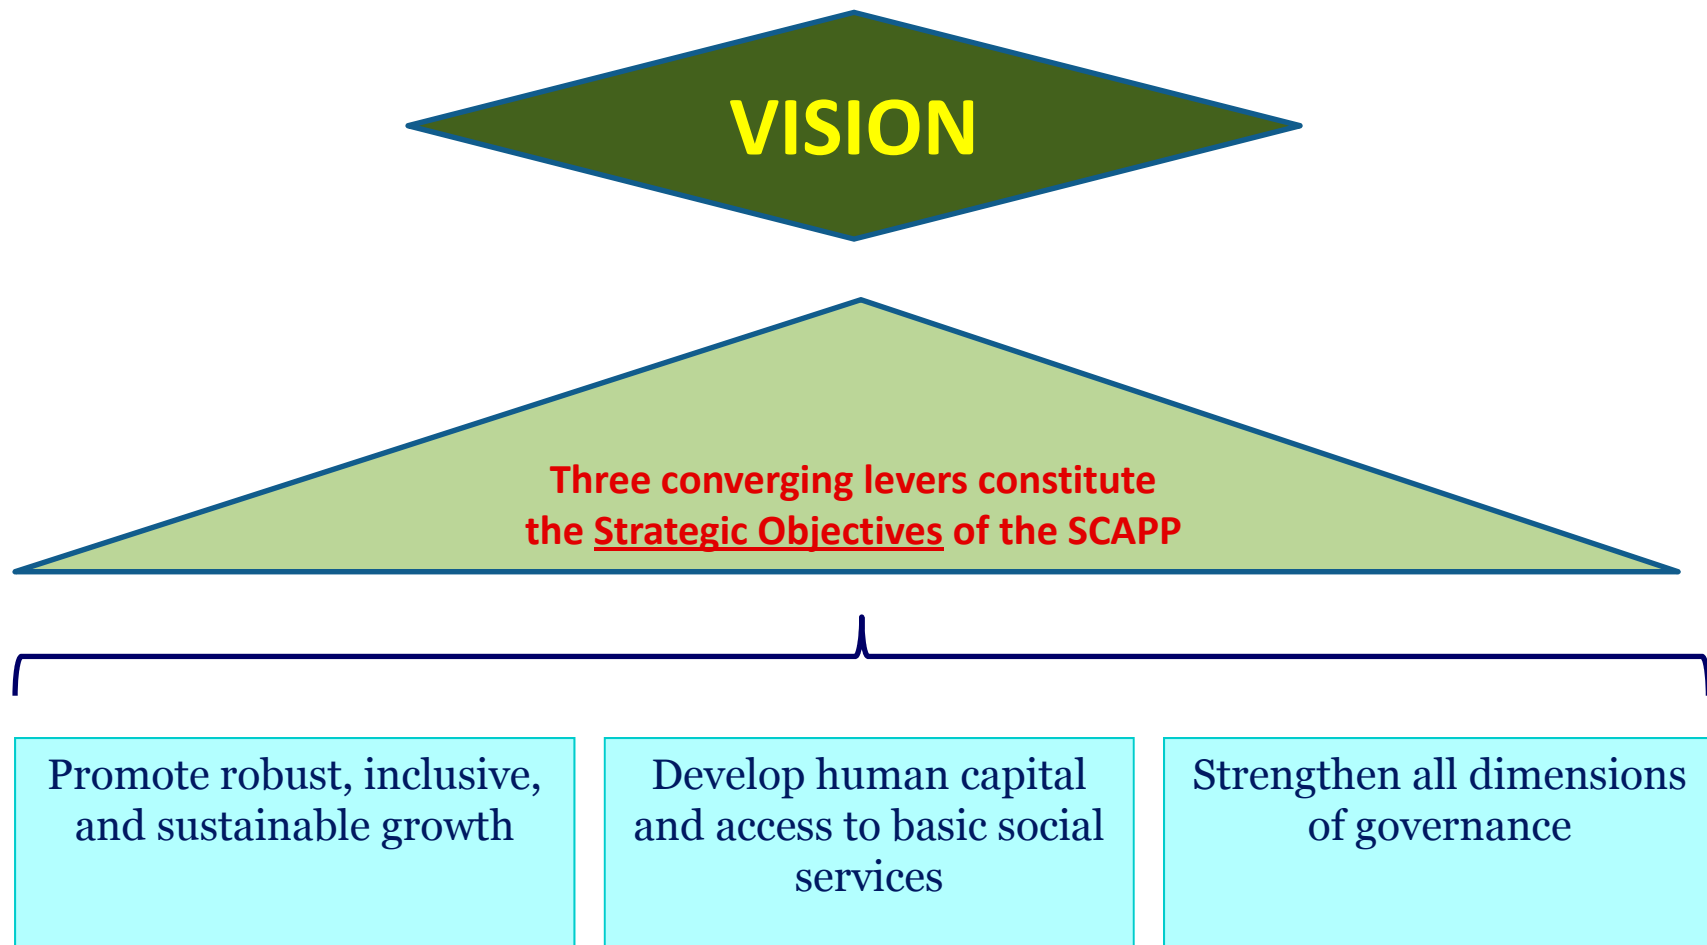 VISION
Three converging levers constitute
the Strategic Objectives of the SCAPP
Promote robust, inclusive,
and sustainable growth
Develop human capital
and access to basic social
services
Strengthen all dimensions
of governance